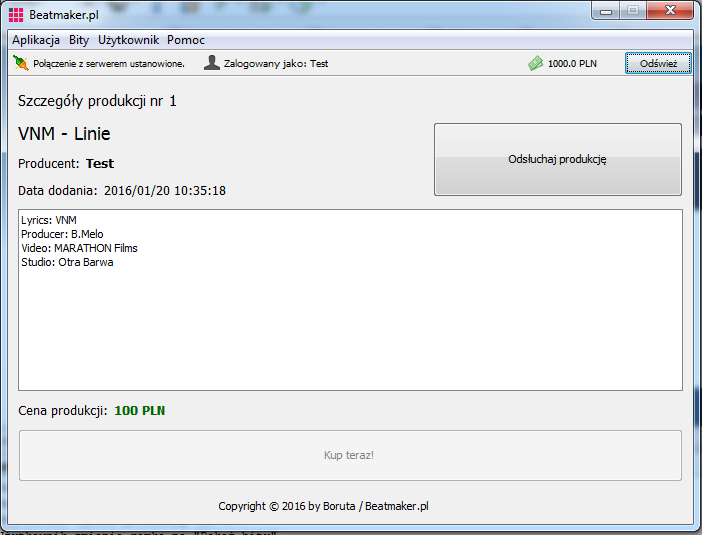 Beatmaker.pl
Aplikacja Bity Użytkownik Pomoc
Połączenie z serwerem ustanowione. Zalogowany jako: Test 1000.0 PLN Odśwież
Szczegóły produkcji nr 1
VNM - Linie
Producent: Test
Odsłuchaj produkcję
Data dodania: 2016/01/20 10:35:18
Lyrics: VNM
Producer: B.Melo
Video: MARATHON Films
Studio: Otra Barwa
Cena produkcji: 100 PLN
Kup teraz!
Copyright © 2016 by Boruta / Beatmaker.pl